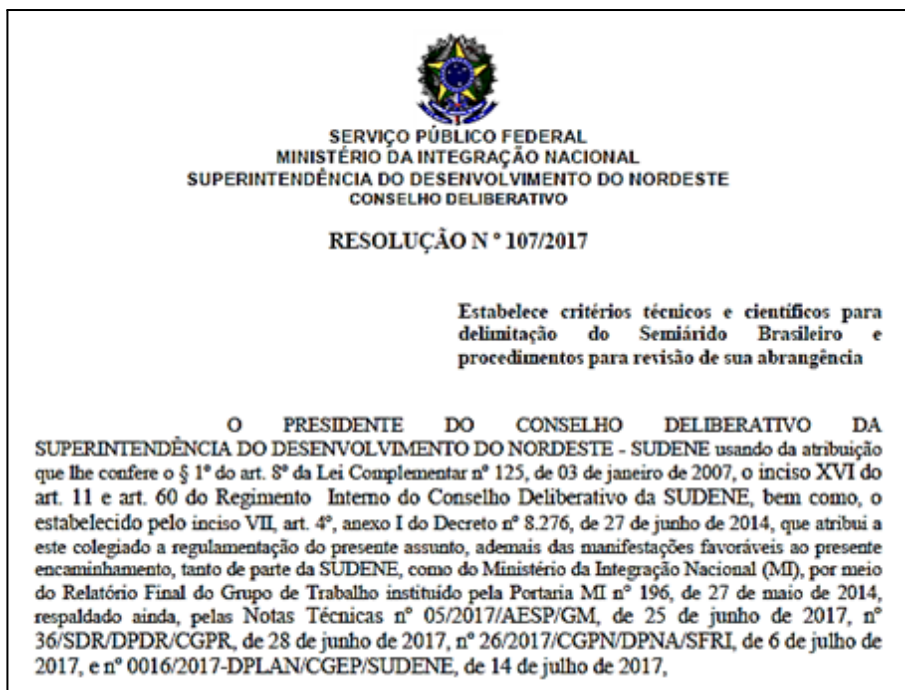 SERVIÇO PÚBLICO FEDERAL
MINISTÉRIO DA INTEGRAÇÃO NACIONAL
SUPERINTENDÊNCIA DO DESENVOLVIMENTO DO NORDESTE
CONSELHO DELIBERATIVO
RESOLUÇÃO N º 107/2017
Estabelece critérios técnicos e científicos para
delimitação do Semiárido Brasileiro e
procedimentos para revisão de sua abrangência
O PRESIDENTE DO CONSELHO DELIBERATIVO DA
SUPERINTENDÊNCIA DO DESENVOLVIMENTO DO NORDESTE - SUDENE usando da atribuição
que lhe confere o § 1º do art. 8º da Lei Complementar nº 125, de 03 de janeiro de 2007, o inciso XVI do
art. 11 e art. 60 do Regimento Interno do Conselho Deliberativo da SUDENE, bem como, o
estabelecido pelo inciso VII, art. 4º, anexo I do Decreto nº 8.276, de 27 de junho de 2014, que atribui a
este colegiado a regulamentação do presente assunto, ademais das manifestações favoráveis ao presente
encaminhamento, tanto de parte da SUDENE, como do Ministério da Integração Nacional (MI), por meio
do Relatório Final do Grupo de Trabalho instituído pela Portaria MI nº 196, de 27 de maio de 2014,
respaldado ainda, pelas Notas Técnicas nº 05/2017/AESP/GM, de 25 de junho de 2017, nº
36/SDR/DPDR/CGPR, de 28 de junho de 2017, nº 26/2017/CGPN/DPNA/SFRI, de 6 de julho de
2017, e nº 0016/2017-DPLAN/CGEP/SUDENE, de 14 de julho de 2017,